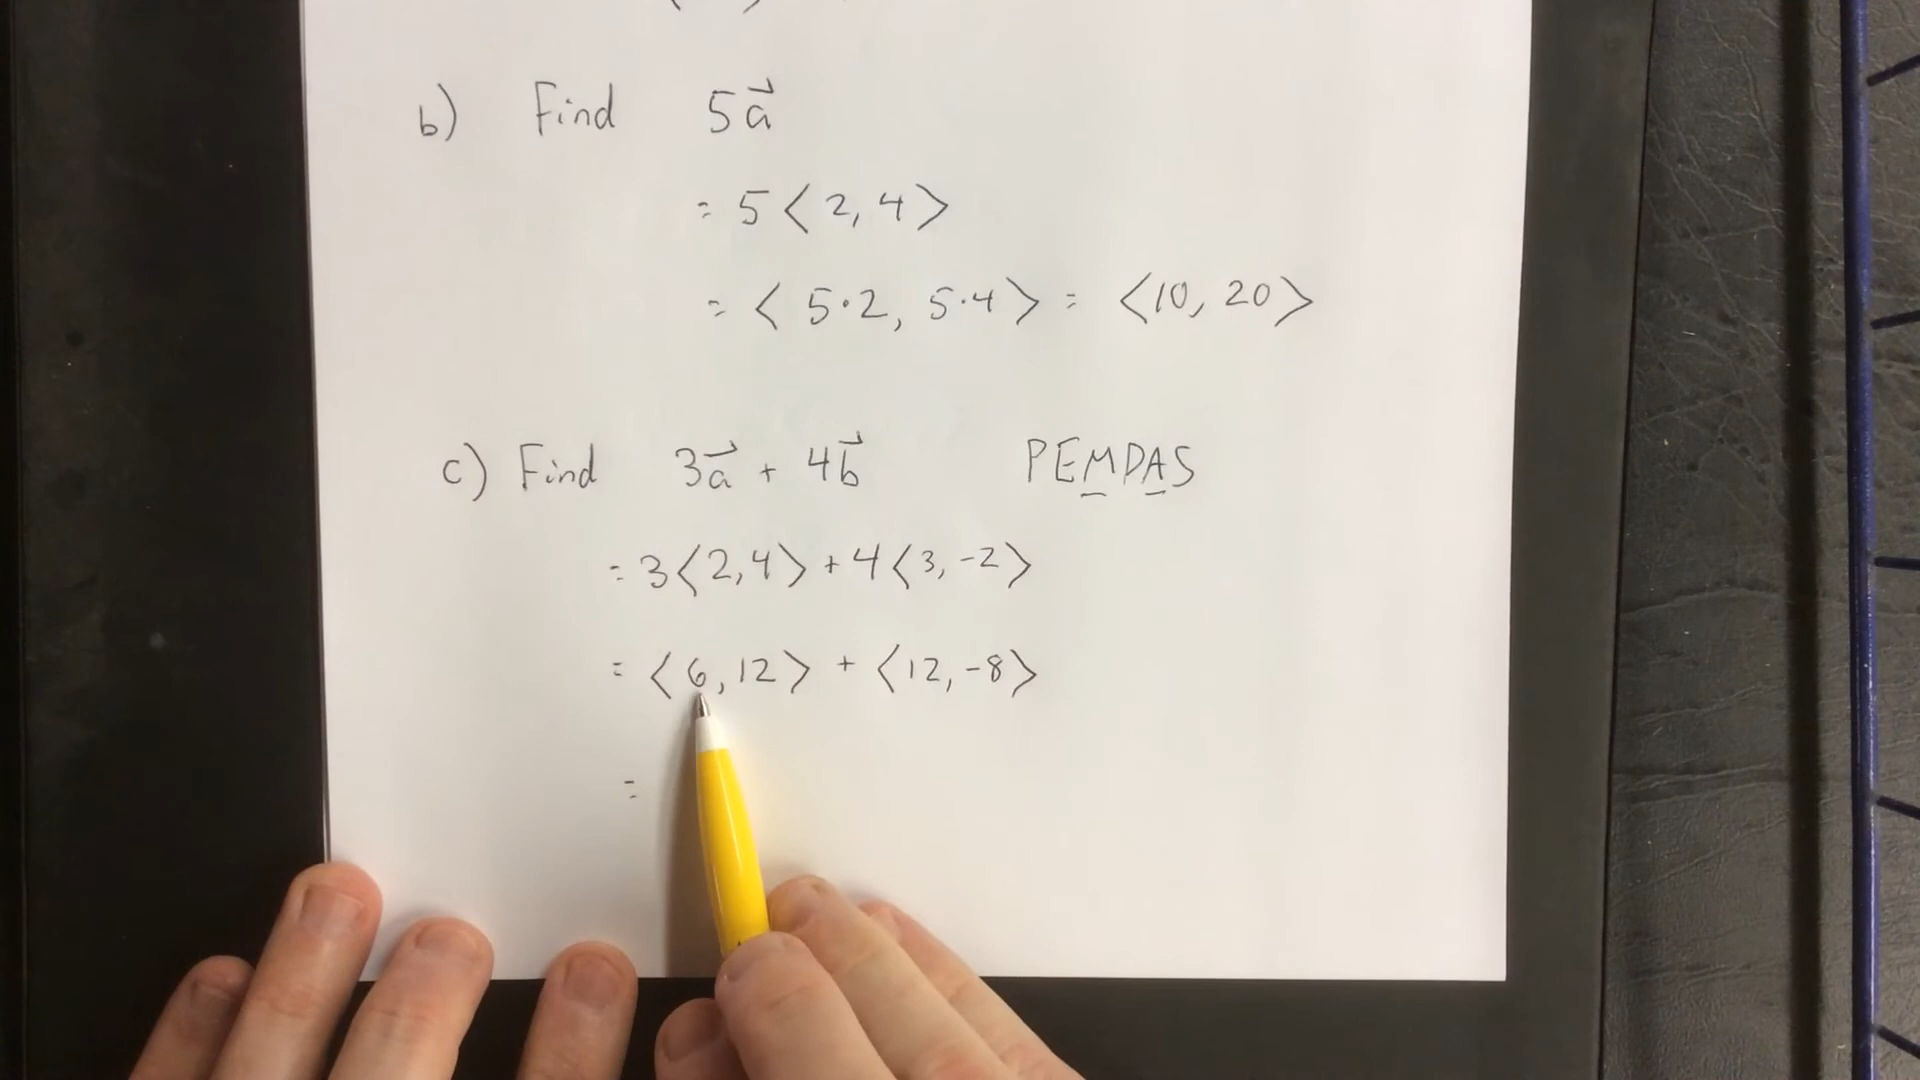 b) Find 5a⃗
= 5⟨2,4⟩
= ⟨5·2, 5·4⟩ = ⟨10, 20⟩
c) Find 3a⃗ + 4b⃗ PEMDAS
= 3⟨2,4⟩ + 4⟨3,-2⟩
= ⟨6,12⟩ + ⟨12,-8⟩
=